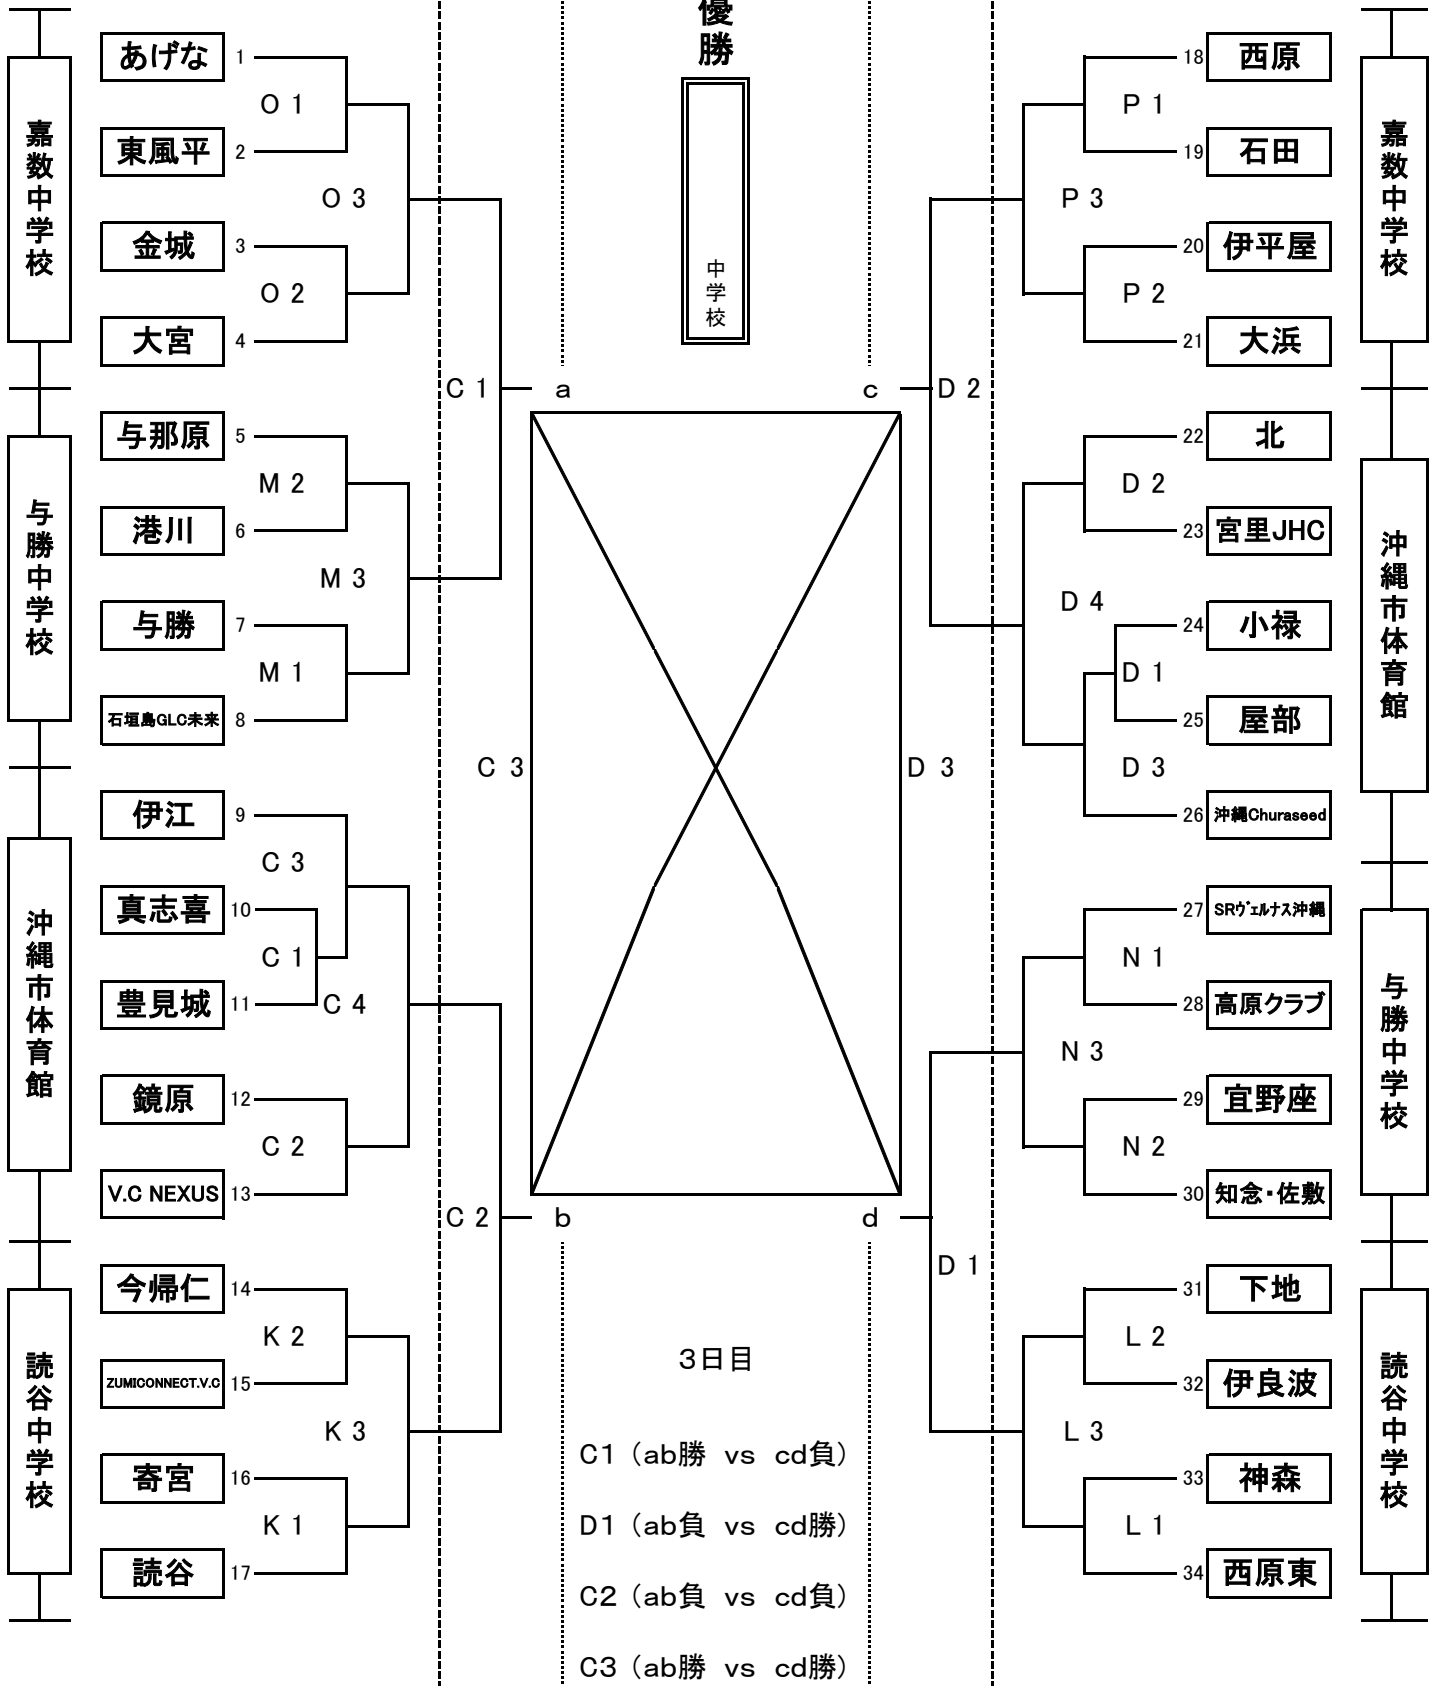 優勝
中学校
嘉数中学校
与勝中学校
沖縄市体育館
読谷中学校
あげな 1
O 1
東風平 2
O 3
金城 3
O 2
大宮 4
C 1
与那原 5
M 2
港川 6
M 3
与勝 7
M 1
石垣島GLC未来 8
伊江 9
C 3
真志喜 10
C 1
豊見城 11
C 4
鏡原 12
C 2
V.C NEXUS 13
C 2
今帰仁 14
K 2
ZUMICONNECT.V.C 15
K 3
寄宮 16
K 1
読谷 17
a
c
C 3
D 3
b
d
3日目
C1（ab勝 vs cd負）
D1（ab負 vs cd勝）
C2（ab負 vs cd負）
C3（ab勝 vs cd勝）
18 西原
P 1
19 石田
P 3
20 伊平屋
P 2
21 大浜
D 2
22 北
D 2
23 宮里JHC
D 4
24 小禄
D 1
25 屋部
D 3
26 沖縄Churaseed
27 SRヴェルナス沖縄
N 1
28 高原クラブ
N 3
29 宜野座
N 2
30 知念・佐敷
D 1
31 下地
L 2
32 伊良波
L 3
33 神森
L 1
34 西原東
嘉数中学校
沖縄市体育館
与勝中学校
読谷中学校